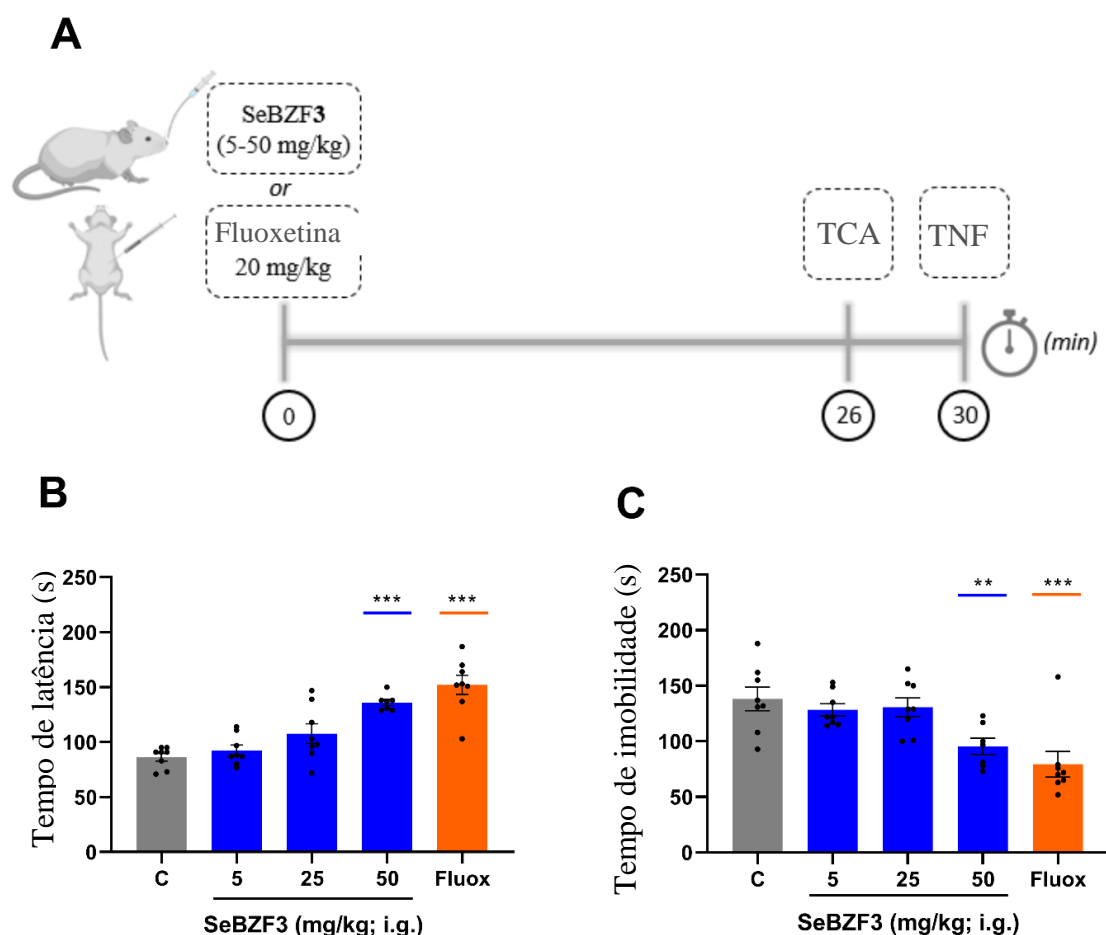 A
SeBZF3
(5-50 mg/kg)
or
Fluoxetina
20 mg/kg
TCA
TNF
(min)
0
26
30
B
Tempo de latência (s)
250
200
150
100
50
0
***
***
C
5
25
50
Fluox
SeBZF3 (mg/kg; i.g.)
C
Tempo de imobilidade (s)
250
200
150
100
50
0
**
***
C
5
25
50
Fluox
SeBZF3 (mg/kg; i.g.)